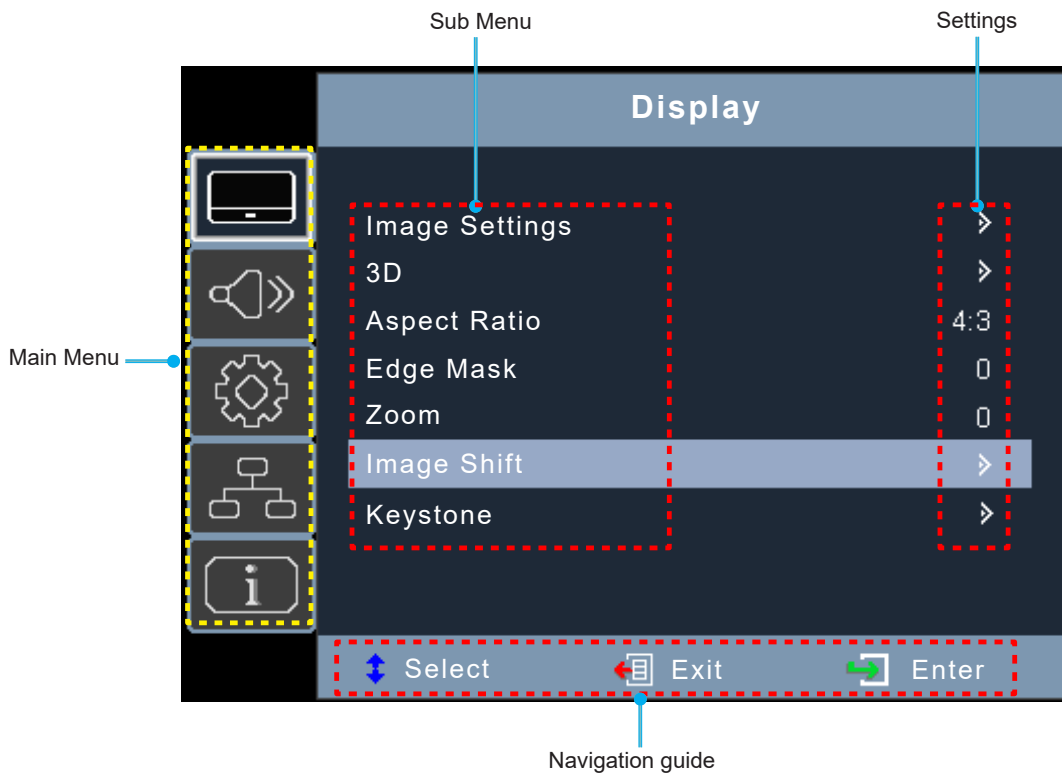 Sub Menu
Settings
Display
Image Settings
3D
Aspect Ratio 4:3
Edge Mask 0
Zoom 0
Image Shift
Keystone
Main Menu
i
Select Exit Enter
Navigation guide